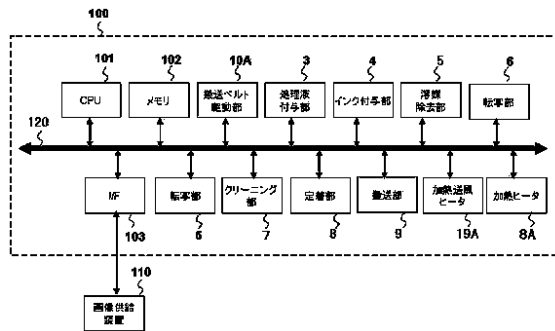 100
101
102
10A
3
4
5
6
CPU
メモリ
搬送ベルト
駆動部
処理液
付与部
インク付与部
溶媒
除去部
転写部
120
I/F
転写部
クリーニング
部
定着部
搬送部
加熱送風
ヒータ
加熱ヒータ
103
6
7
8
9
19A
8A
110
画像供給
装置